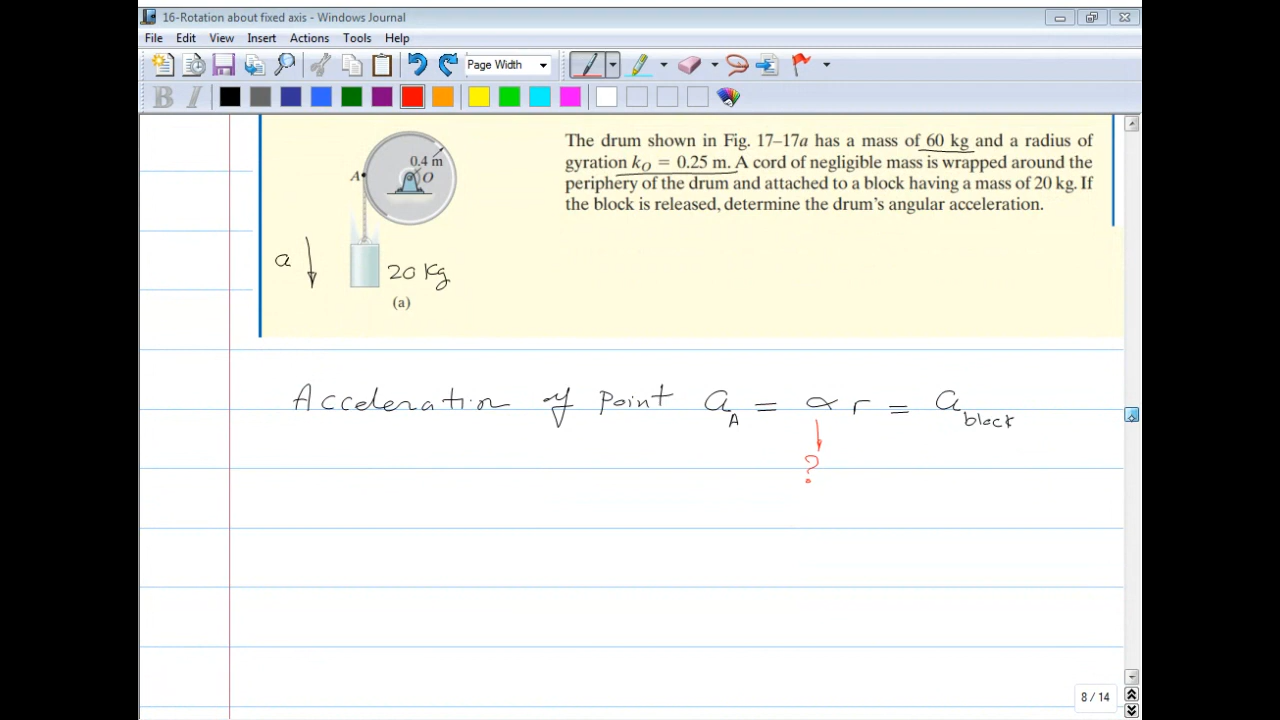 16-Rotation about fixed axis - Windows Journal
File Edit View Insert Actions Tools Help
Page Width
B I
The drum shown in Fig. 17–17a has a mass of 60 kg and a radius of
gyration kO = 0.25 m. A cord of negligible mass is wrapped around the
periphery of the drum and attached to a block having a mass of 20 kg. If
the block is released, determine the drum's angular acceleration.
0.4 m
A
O
a
20 Kg
(a)
Acceleration of point aA = α r = a block
?
8 / 14